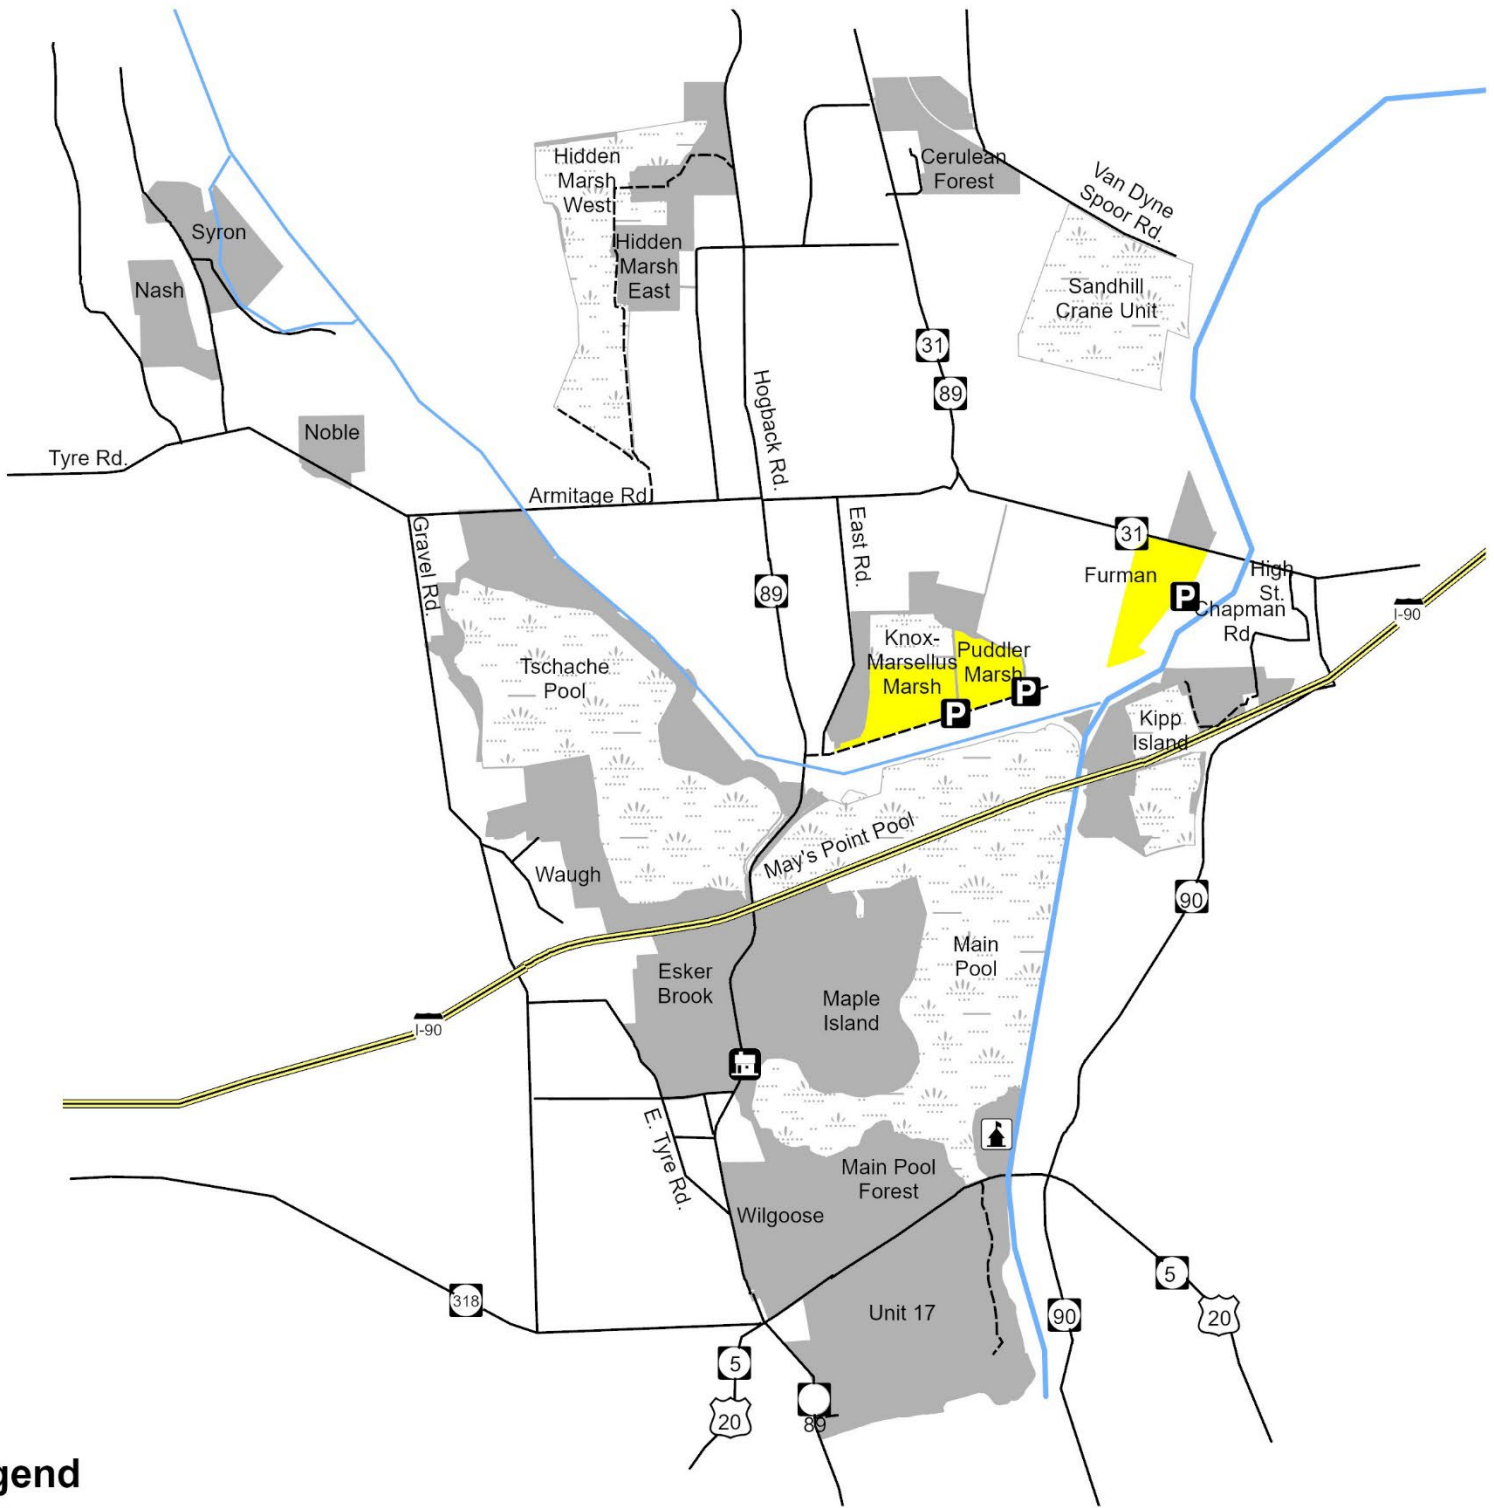 Hidden
Marsh
West
Cerulean
Forest
Van Dyne
Spoor Rd.
Syron
Hidden
Marsh
East
Nash
Sandhill
Crane Unit
31
89
Hogback Rd.
Noble
Tyre Rd.
Armitage Rd
Gravel Rd.
East Rd.
31
Furman
High
St.
P
89
Chapman
Rd
I-90
Knox-
Marsellus
Marsh
Puddler
Marsh
P
P
Tschache
Pool
Kipp
Island
May's Point Pool
Waugh
90
Main
Pool
Esker
Brook
Maple
Island
I-90
E. Tyre Rd.
Main Pool
Forest
Wilgoose
5
318
Unit 17
90
20
5
20
89
gend